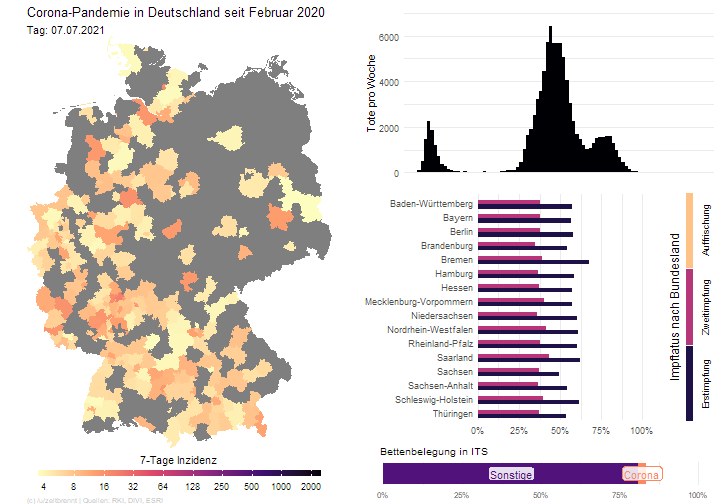 Corona-Pandemie in Deutschland seit Februar 2020
Tag: 07.07.2021
7-Tage Inzidenz
4 8 16 32 64 120 250 500 1000 2000
Quellen: RKI, DIVI, ESRI
Tote pro Woche
6000
4000
2000
0
Baden-Württemberg
Bayern
Berlin
Brandenburg
Bremen
Hamburg
Hessen
Mecklenburg-Vorpommern
Niedersachsen
Nordrhein-Westfalen
Rheinland-Pfalz
Saarland
Sachsen
Sachsen-Anhalt
Schleswig-Holstein
Thüringen
0% 25% 50% 75% 100%
Impfstatus nach Bundesland
Auffrischung
Zweitimpfung
Erstimpfung
Bettenbelegung in ITS
Sonstige Corona
0% 25% 50% 75% 100%